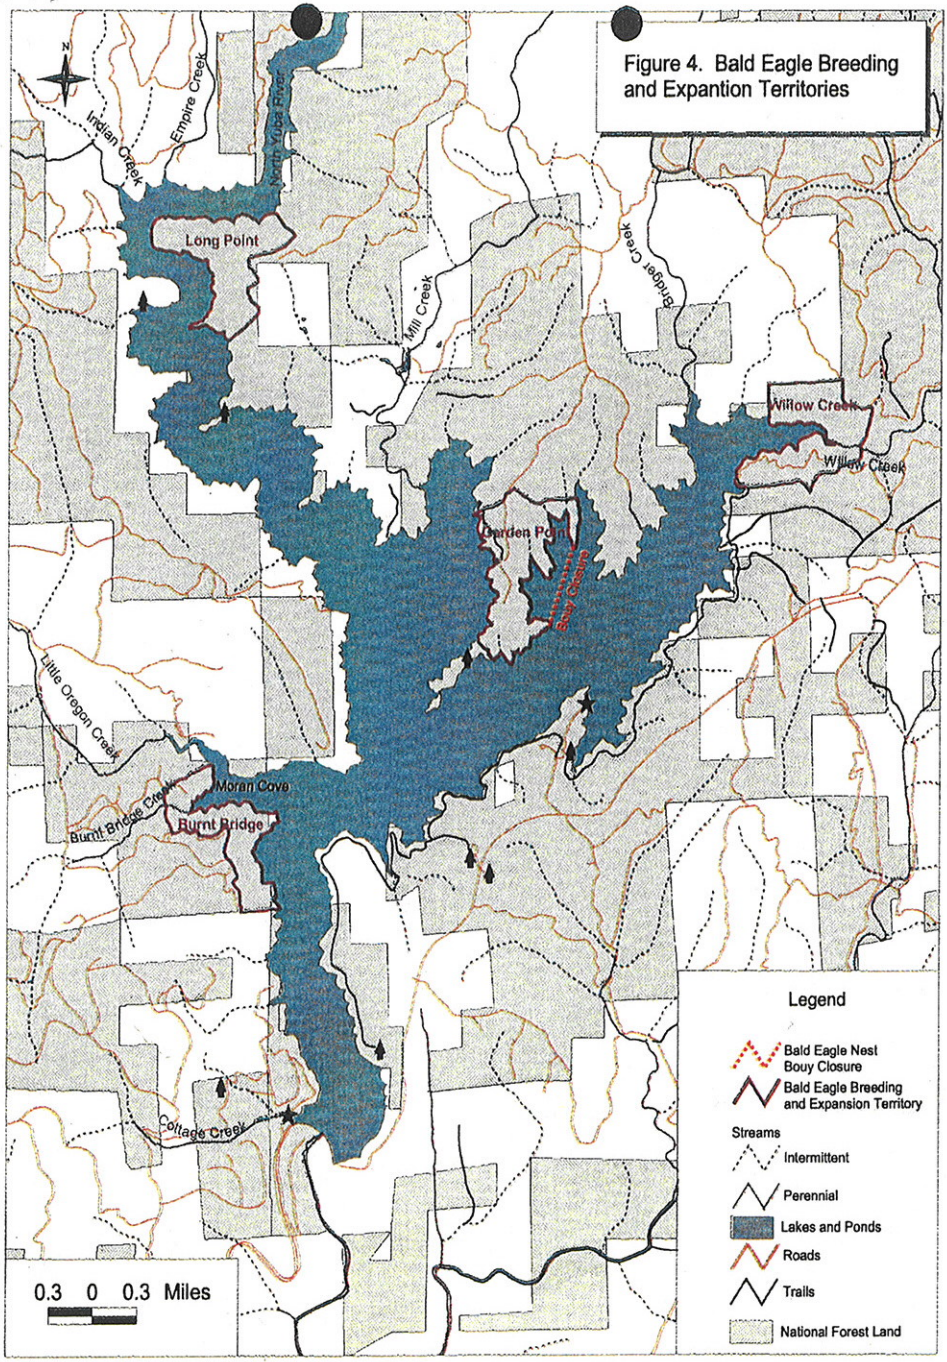 Figure 4. Bald Eagle Breeding
and Expantion Territories
N
Indian Creek
Empire Creek
North Yuba River
Long Point
Mill Creek
Bridger Creek
Willow Creek
Willow Creek
Garden Point
Bouy Closure
Little Oregon Creek
Moran Cove
Burnt Bridge Creek
Burnt Bridge
Cottage Creek
Legend
Bald Eagle Nest
Bouy Closure
Bald Eagle Breeding
and Expansion Territory
Streams
Intermittent
Perennial
Lakes and Ponds
Roads
Trails
National Forest Land
0.3 0 0.3 Miles